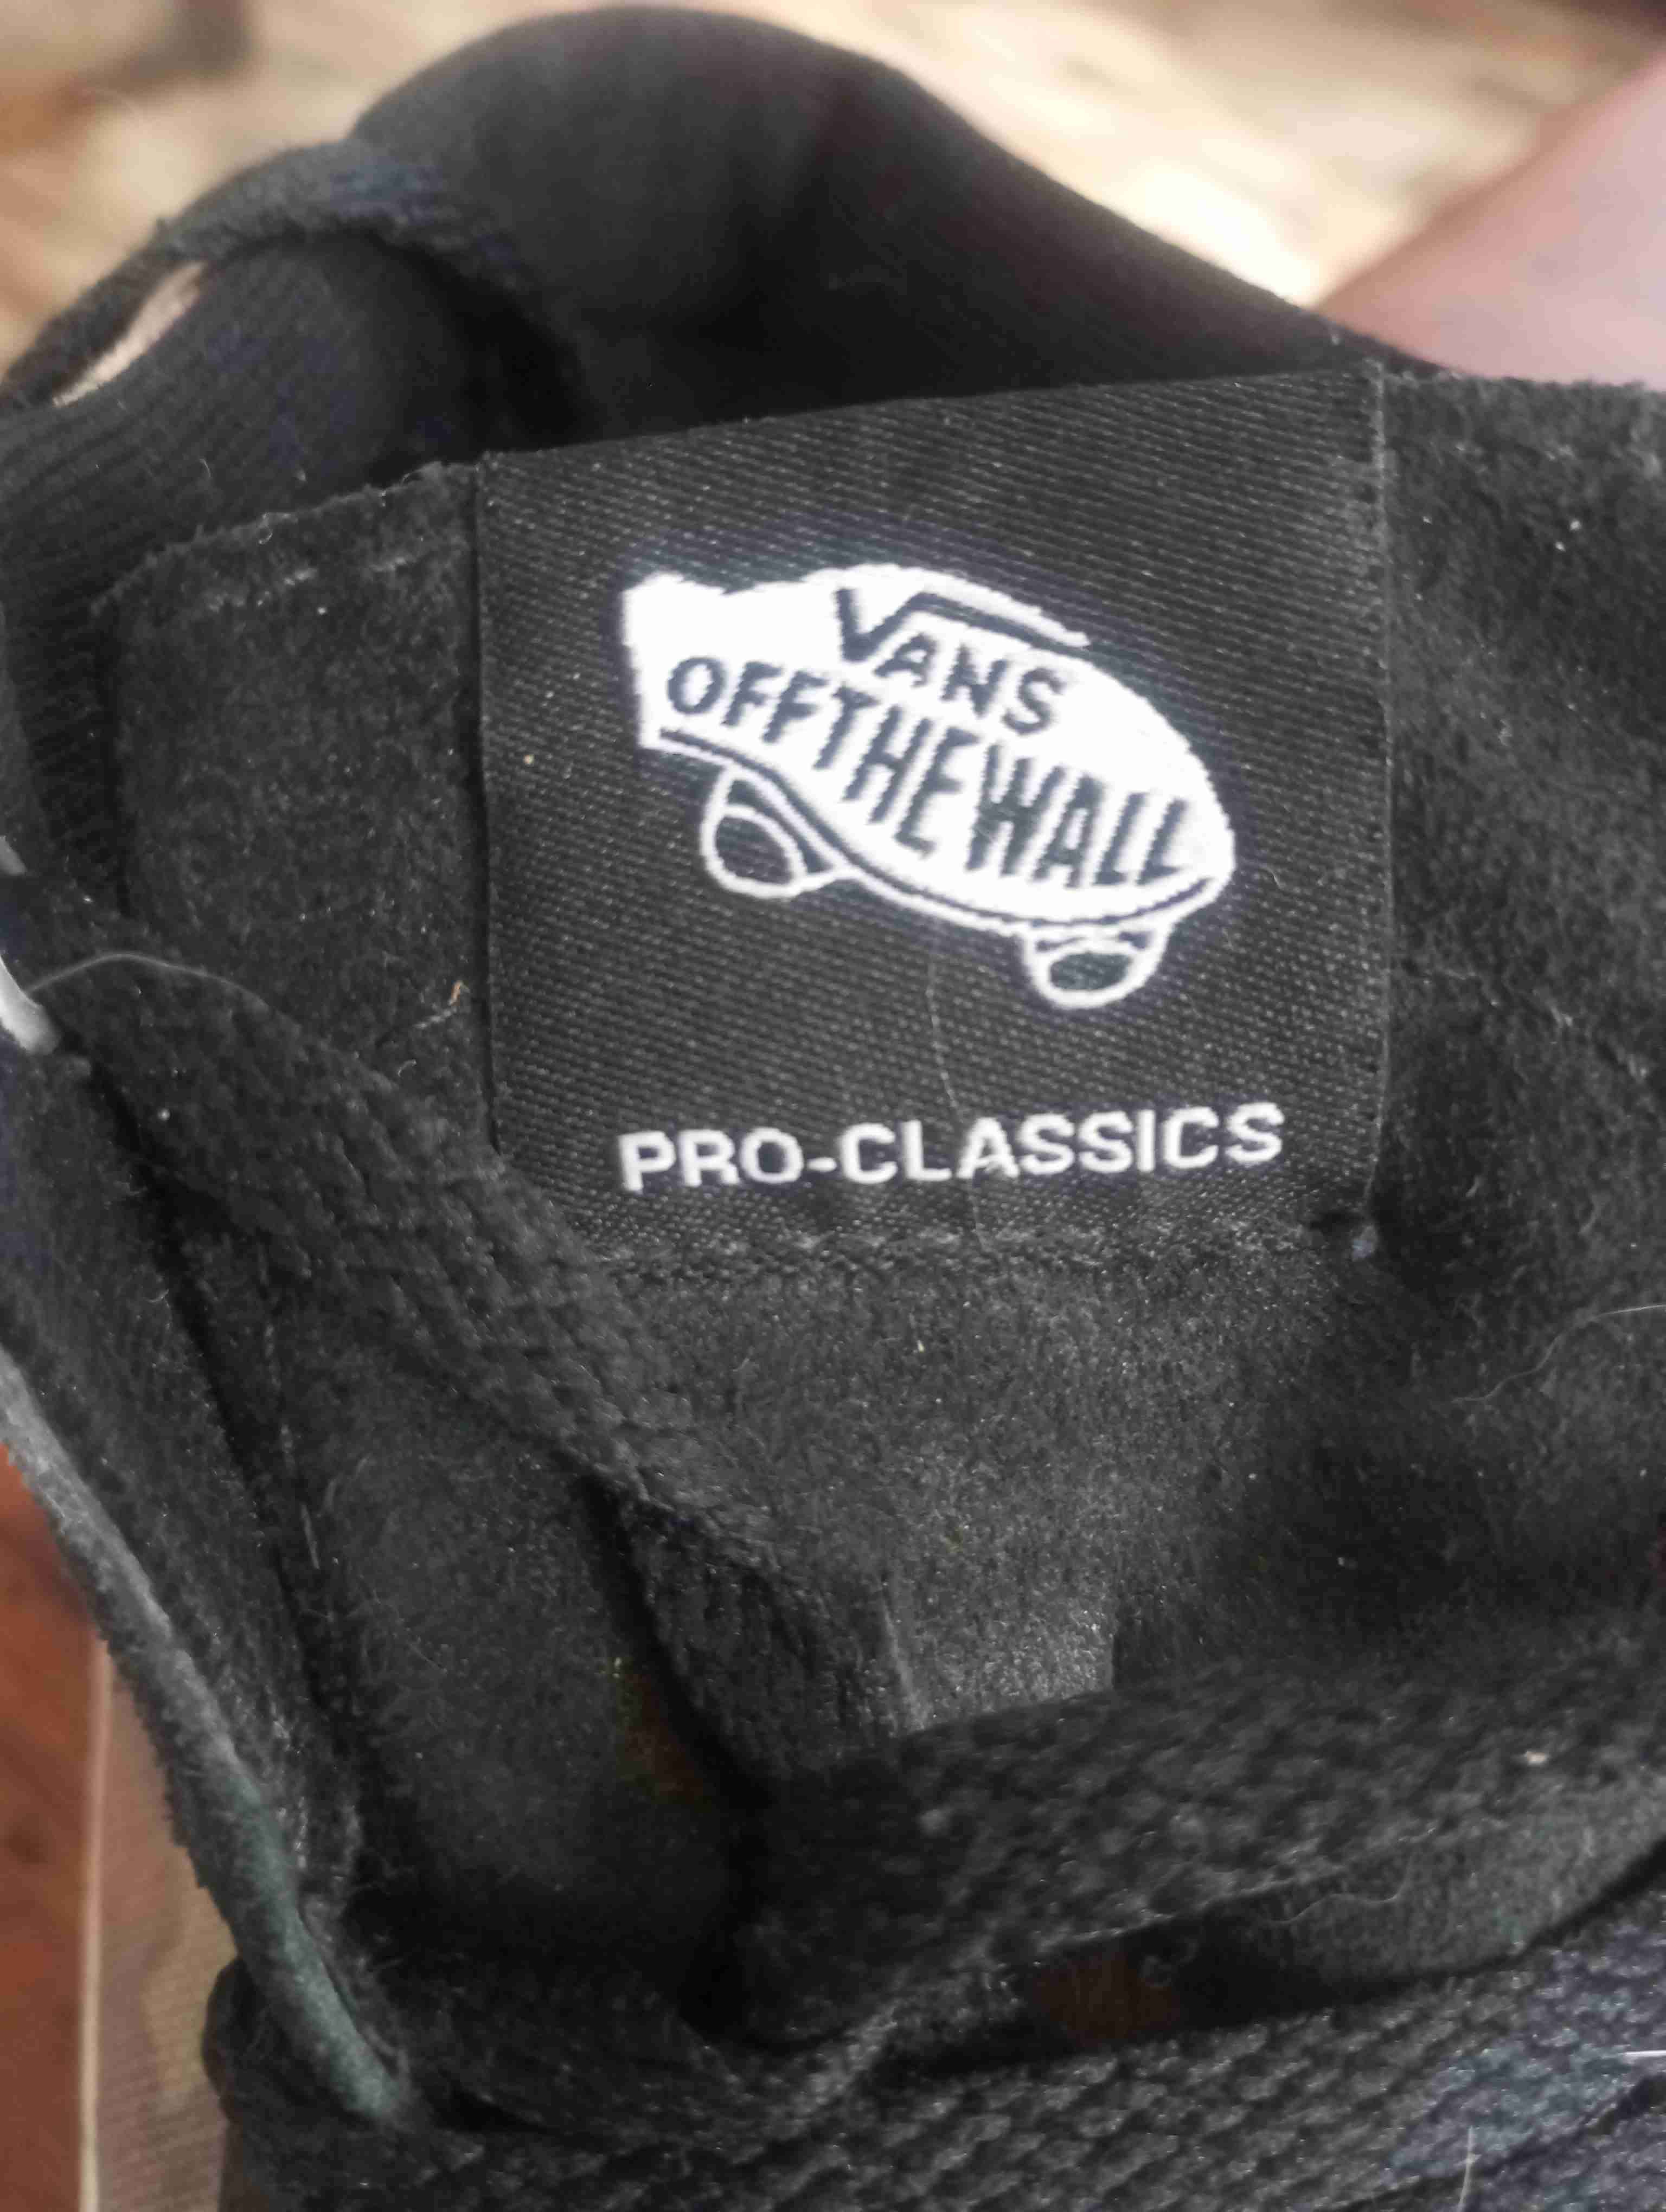 VANS
OFF THE WALL
PRO-CLASSICS